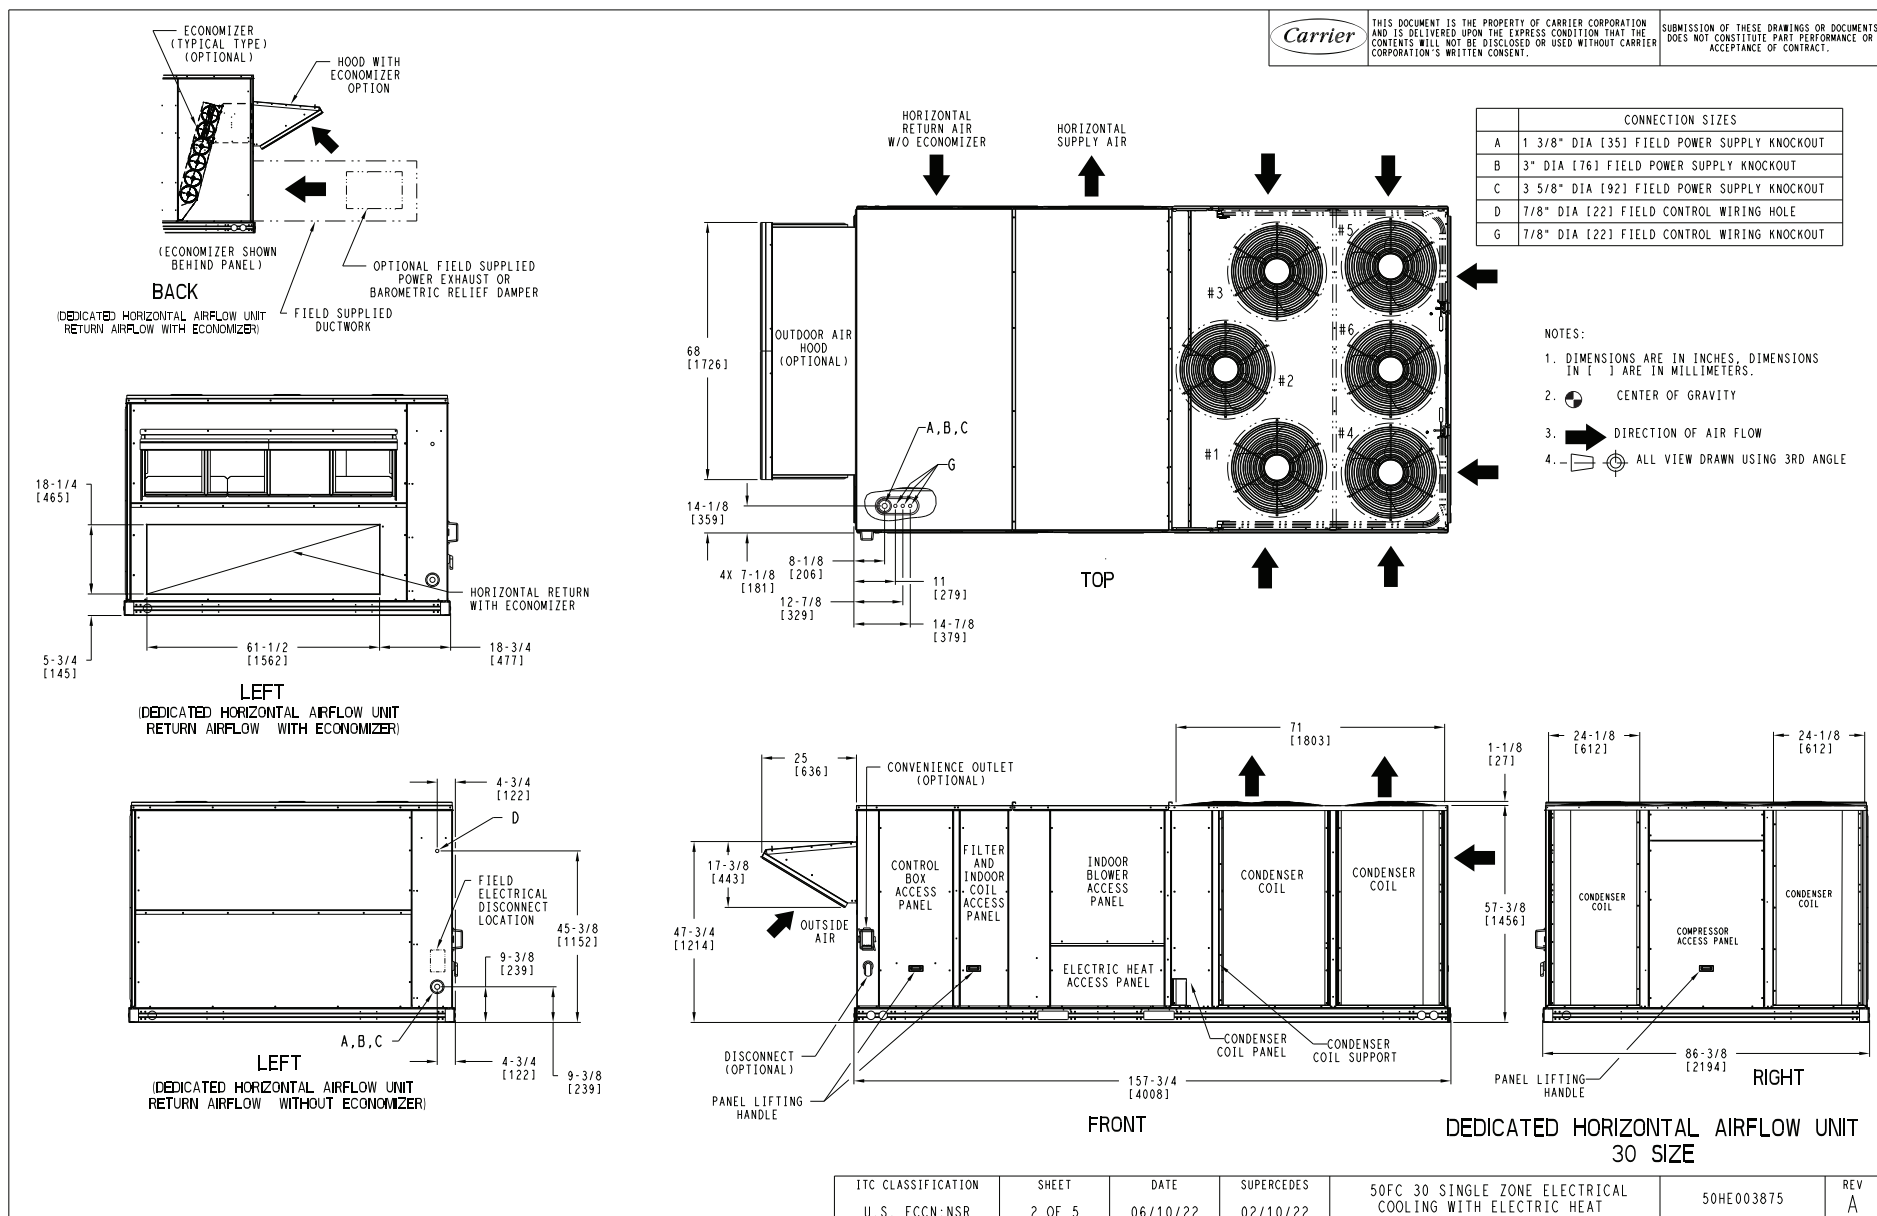 Carrier
THIS DOCUMENT IS THE PROPERTY OF CARRIER CORPORATION
AND IS DELIVERED UPON THE EXPRESS CONDITION THAT THE
CONTENTS WILL NOT BE DISCLOSED OR USED WITHOUT CARRIER
CORPORATION'S WRITTEN CONSENT.
SUBMISSION OF THESE DRAWINGS OR DOCUMENTS
DOES NOT CONSTITUTE PART PERFORMANCE OR
ACCEPTANCE OF CONTRACT.
ECONOMIZER
(TYPICAL TYPE)
(OPTIONAL)
HOOD WITH
ECONOMIZER
OPTION
(ECONOMIZER SHOWN
BEHIND PANEL)
OPTIONAL FIELD SUPPLIED
POWER EXHAUST OR
BAROMETRIC RELIEF DAMPER
FIELD SUPPLIED
DUCTWORK
BACK
(DEDICATED HORIZONTAL AIRFLOW UNIT
RETURN AIRFLOW WITH ECONOMIZER)
HORIZONTAL
RETURN AIR
W/O ECONOMIZER
HORIZONTAL
SUPPLY AIR
#5
#3
#6
#2
#4
#1
OUTDOOR AIR
HOOD
(OPTIONAL)
68
[1726]
A,B,C
G
14-1/8
[359]
4X 7-1/8
[181]
8-1/8
[206]
11
[279]
12-7/8
[329]
14-7/8
[379]
TOP
CONNECTION SIZES
A 1 3/8" DIA [35] FIELD POWER SUPPLY KNOCKOUT
B 3" DIA [76] FIELD POWER SUPPLY KNOCKOUT
C 3 5/8" DIA [92] FIELD POWER SUPPLY KNOCKOUT
D 7/8" DIA [22] FIELD CONTROL WIRING HOLE
G 7/8" DIA [22] FIELD CONTROL WIRING KNOCKOUT
NOTES:
1. DIMENSIONS ARE IN INCHES, DIMENSIONS
IN [ ] ARE IN MILLIMETERS.
2. CENTER OF GRAVITY
3. DIRECTION OF AIR FLOW
4. ALL VIEW DRAWN USING 3RD ANGLE
18-1/4
[465]
HORIZONTAL RETURN
WITH ECONOMIZER
5-3/4
[145]
61-1/2
[1562]
18-3/4
[477]
LEFT
(DEDICATED HORIZONTAL AIRFLOW UNIT
RETURN AIRFLOW WITH ECONOMIZER)
4-3/4
[122]
D
FIELD
ELECTRICAL
DISCONNECT
LOCATION
45-3/8
[1152]
9-3/8
[239]
A,B,C
4-3/4
[122]
9-3/8
[239]
LEFT
(DEDICATED HORIZONTAL AIRFLOW UNIT
RETURN AIRFLOW WITHOUT ECONOMIZER)
25
[636]
CONVENIENCE OUTLET
(OPTIONAL)
71
[1803]
1-1/8
[27]
17-3/8
[443]
47-3/4
[1214]
OUTSIDE
AIR
CONTROL
BOX
ACCESS
PANEL
FILTER
AND
INDOOR
COIL
ACCESS
PANEL
INDOOR
BLOWER
ACCESS
PANEL
ELECTRIC HEAT
ACCESS PANEL
CONDENSER
COIL
CONDENSER
COIL
57-3/8
[1456]
DISCONNECT
(OPTIONAL)
PANEL LIFTING
HANDLE
CONDENSER
COIL PANEL
CONDENSER
COIL SUPPORT
157-3/4
[4008]
FRONT
24-1/8
[612]
24-1/8
[612]
CONDENSER
COIL
CONDENSER
COIL
COMPRESSOR
ACCESS PANEL
86-3/8
[2194]
PANEL LIFTING
HANDLE
RIGHT
DEDICATED HORIZONTAL AIRFLOW UNIT
30 SIZE
ITC CLASSIFICATION
U.S. ECCN:NSR
SHEET
2 OF 5
DATE
06/10/22
SUPERCEDES
02/10/22
50FC 30 SINGLE ZONE ELECTRICAL
COOLING WITH ELECTRIC HEAT
50HE003875
REV
A